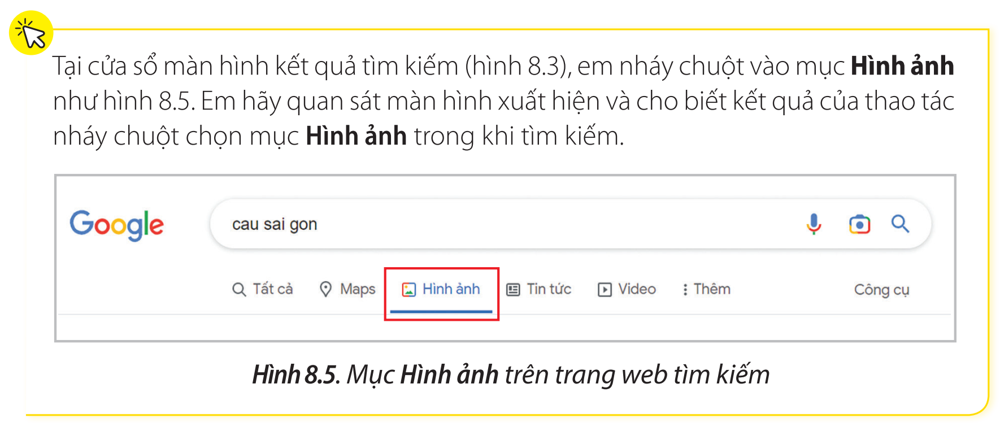 Tại cửa sổ màn hình kết quả tìm kiếm (hình 8.3), em nháy chuột vào mục Hình ảnh
như hình 8.5. Em hãy quan sát màn hình xuất hiện và cho biết kết quả của thao tác
nháy chuột chọn mục Hình ảnh trong khi tìm kiếm.
Google cau sai gon
Tất cả Maps Hình ảnh Tin tức Video Thêm Công cụ
Hình 8.5. Mục Hình ảnh trên trang web tìm kiếm